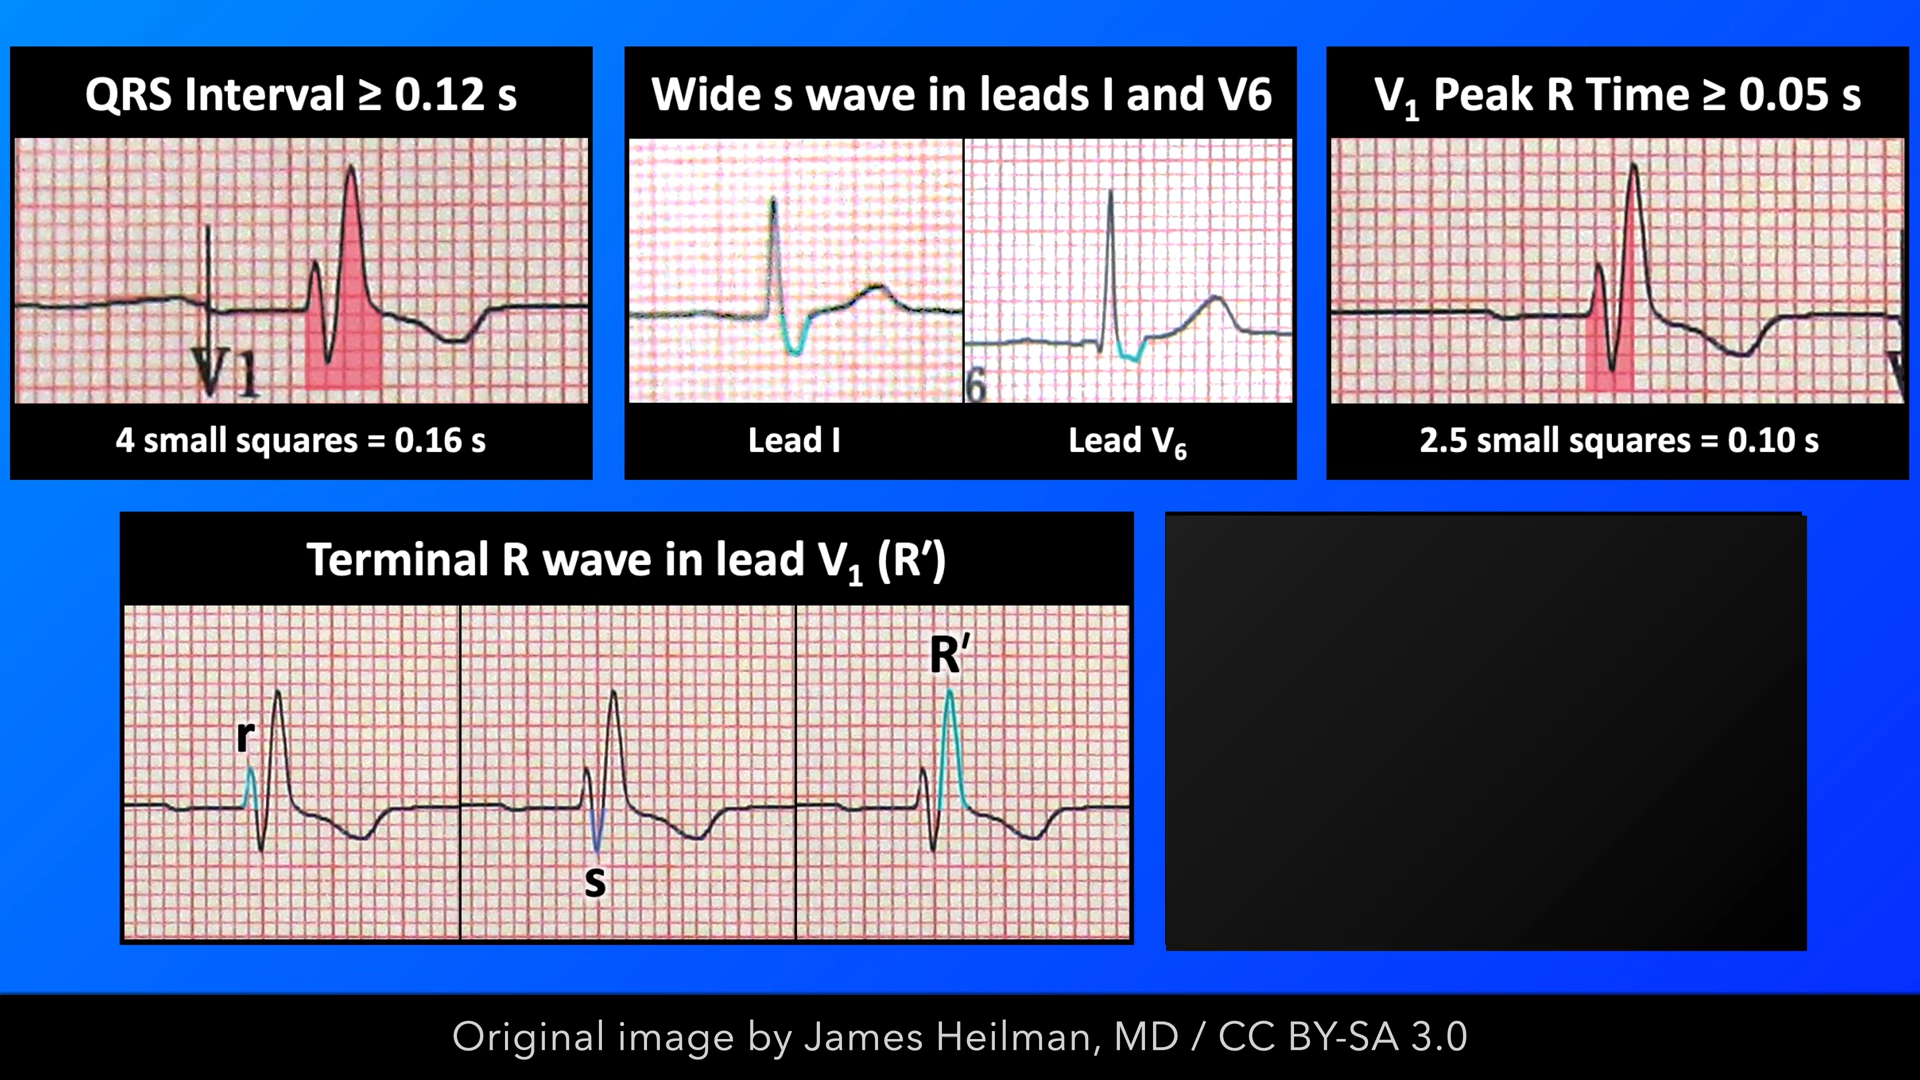 QRS Interval ≥ 0.12 s
V1
4 small squares = 0.16 s
Wide s wave in leads I and V6
6
Lead I
Lead V₆
V₁ Peak R Time ≥ 0.05 s
2.5 small squares = 0.10 s
Terminal R wave in lead V₁ (R′)
r
s
R′
Original image by James Heilman, MD / CC BY-SA 3.0